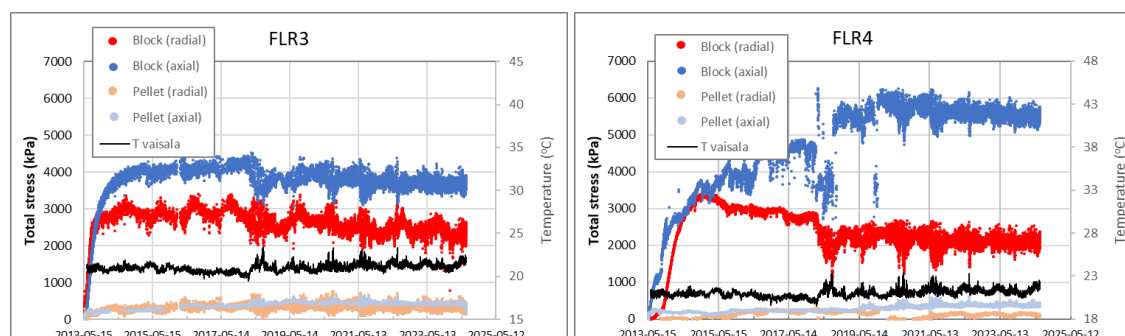 FLR3
Block (radial)
Block (axial)
Pellet (radial)
Pellet (axial)
T vaisala
Total stress (kPa)
7000
6000
5000
4000
3000
2000
1000
0
45
40
35
30
25
20
15
Temperature (°C)
2013-05-15 2015-05-15 2017-05-14 2019-05-14 2021-05-13 2023-05-13 2025-05-12
FLR4
Block (radial)
Block (axial)
Pellet (radial)
Pellet (axial)
T vaisala
Total stress (kPa)
7000
6000
5000
4000
3000
2000
1000
0
48
43
38
33
28
23
18
Temperature (°C)
2013-05-15 2015-05-15 2017-05-14 2019-05-14 2021-05-13 2023-05-13 2025-05-12